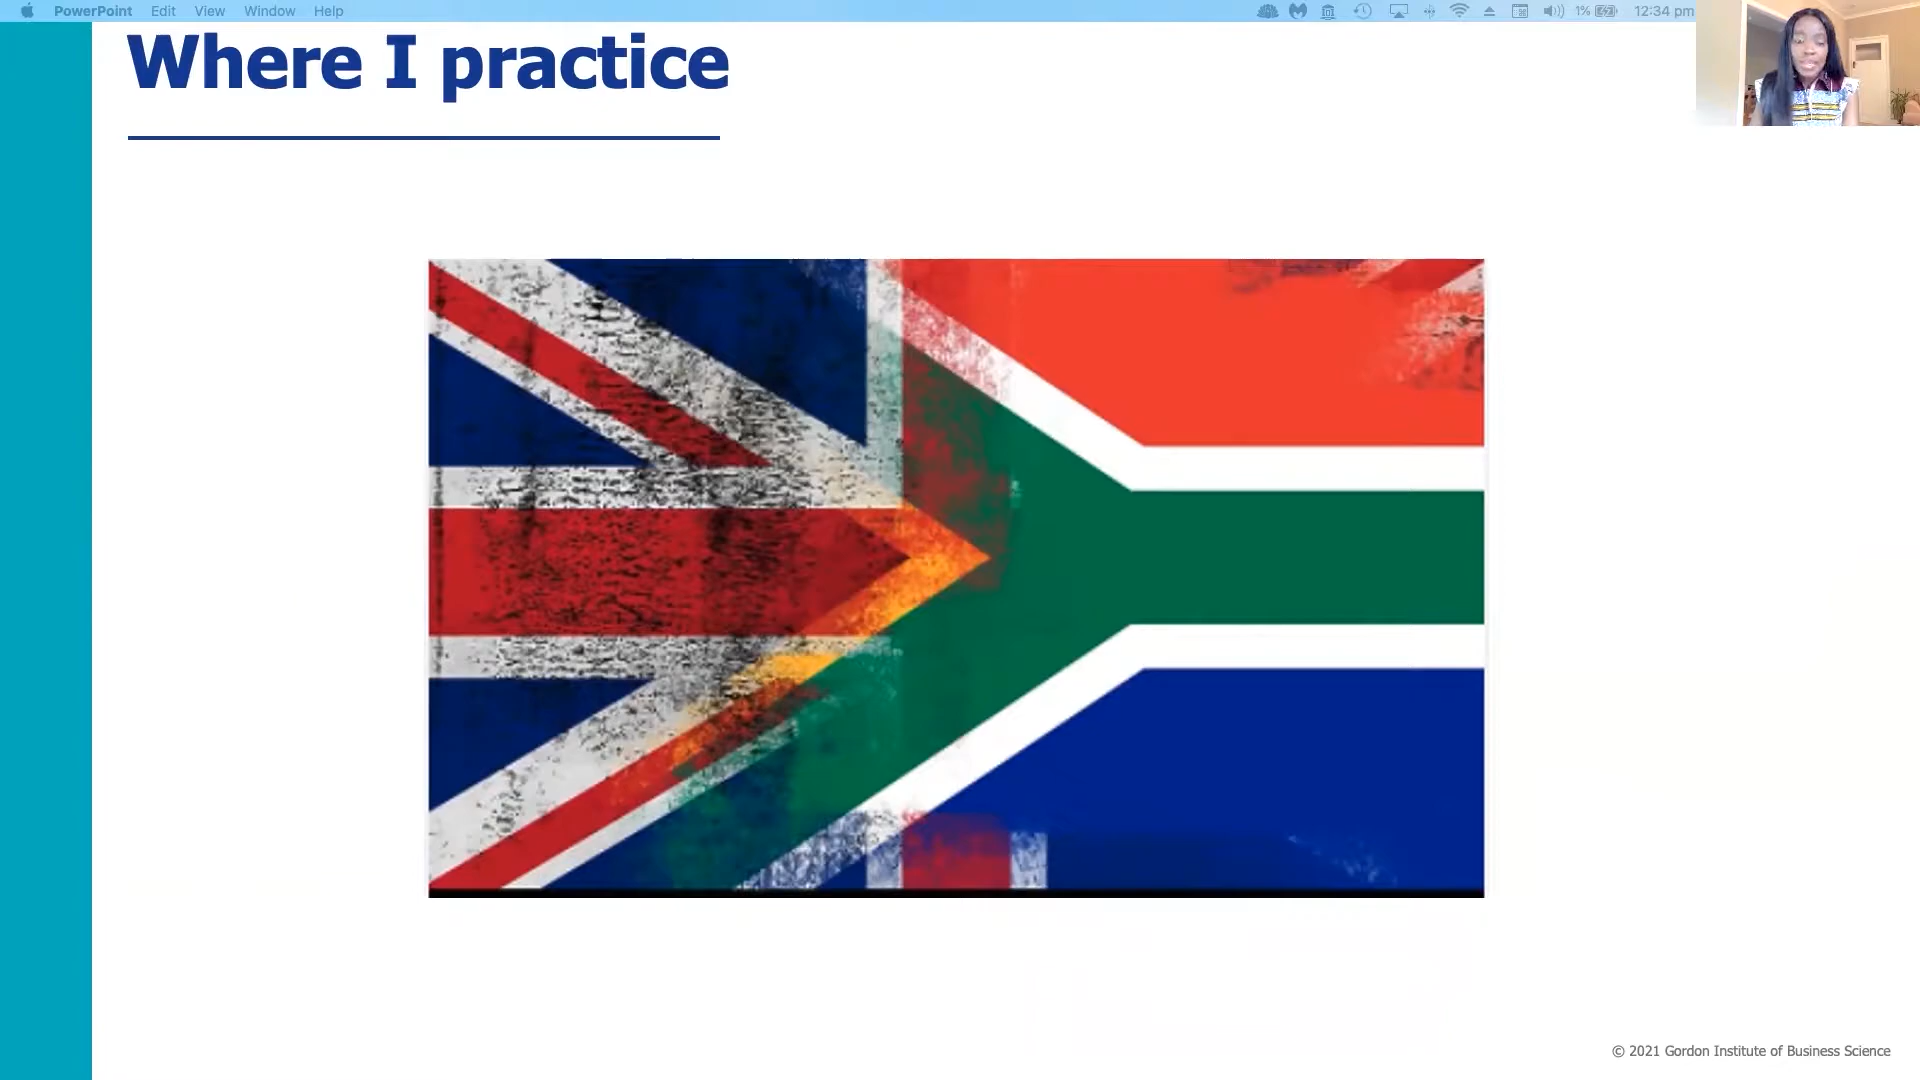 PowerPoint Edit View Window Help 1% 12:34 pm
Where I practice
© 2021 Gordon Institute of Business Science